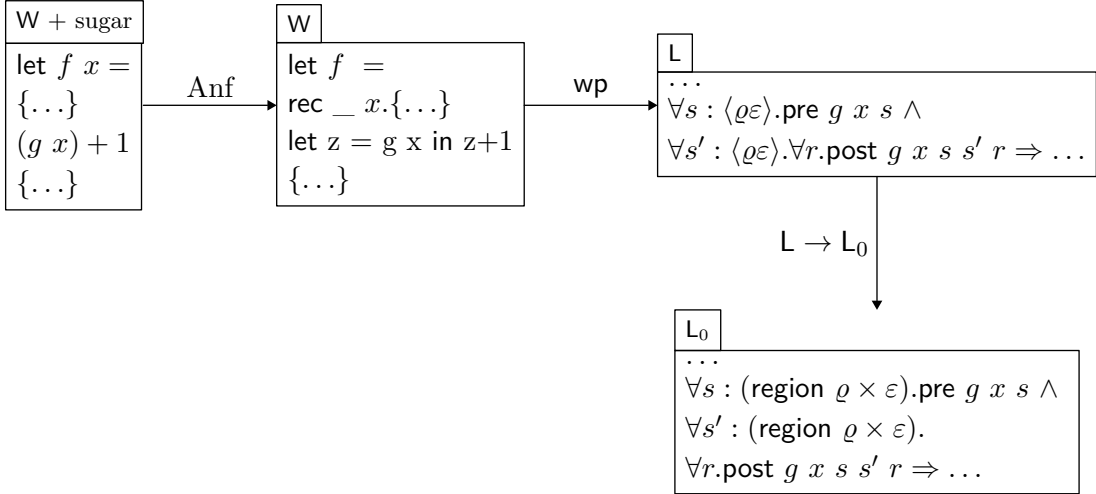 W + sugar
let f x =
{...}
(g x) + 1
{...}
Anf
W
let f =
rec _ x.{...}
let z = g x in z+1
{...}
wp
L
...
∀s : ⟨ϱε⟩.pre g x s ∧
∀s′ : ⟨ϱε⟩.∀r.post g x s s′ r ⇒ ...
L → L₀
L₀
...
∀s : (region ϱ × ε).pre g x s ∧
∀s′ : (region ϱ × ε).
∀r.post g x s s′ r ⇒ ...